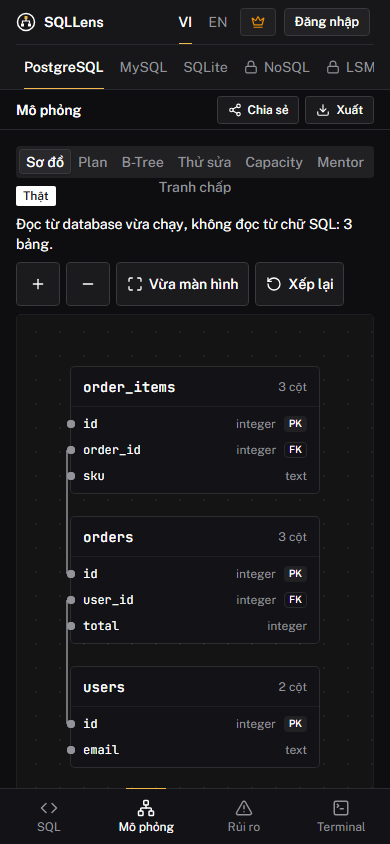 SQLLens VI EN Đăng nhập
PostgreSQL MySQL SQLite NoSQL LSM
Mô phỏng Chia sẻ Xuất
Sơ đồ Plan B-Tree Thử sửa Capacity Mentor
Tranh chấp
Thật
Đọc từ database vừa chạy, không đọc từ chữ SQL: 3
bảng.
+ − Vừa màn hình Xếp lại
order_items 3 cột
id integer PK
order_id integer FK
sku text
orders 3 cột
id integer PK
user_id integer FK
total integer
users 2 cột
id integer PK
email text
SQL Mô phỏng Rủi ro Terminal